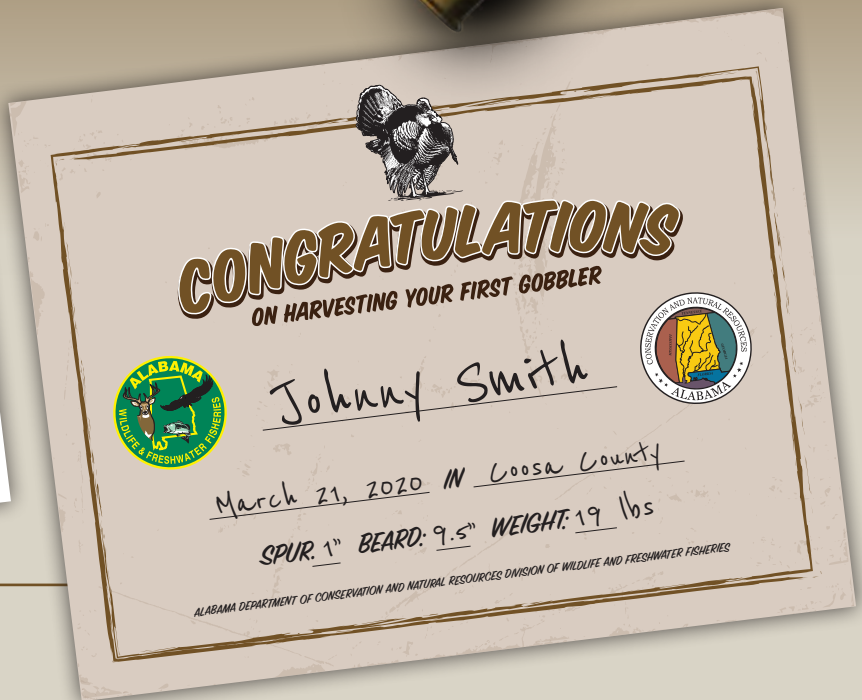 CONGRATULATIONS
ON HARVESTING YOUR FIRST GOBBLER
CONSERVATION AND NATURAL RESOURCES
ALABAMA
ALABAMA
WILDLIFE & FRESHWATER FISHERIES
Johnny Smith
March 21, 2020 IN Coosa County
SPUR: 1" BEARD: 9.5" WEIGHT: 19 lbs
ALABAMA DEPARTMENT OF CONSERVATION AND NATURAL RESOURCES DIVISION OF WILDLIFE AND FRESHWATER FISHERIES